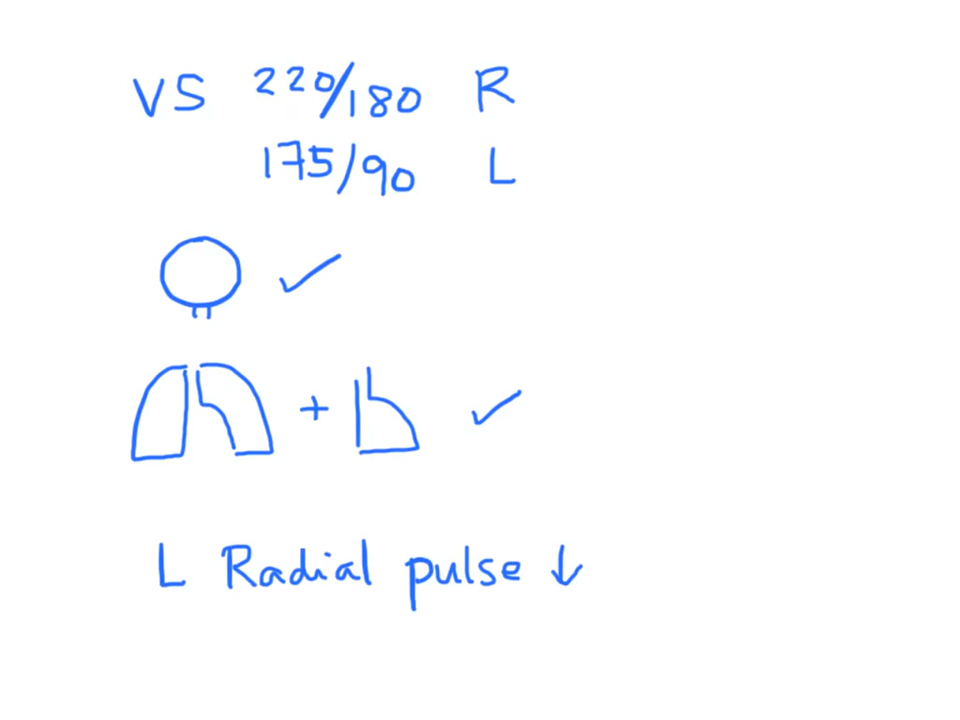 VS 220/180 R
175/90 L
✓
+ ✓
L Radial pulse ↓